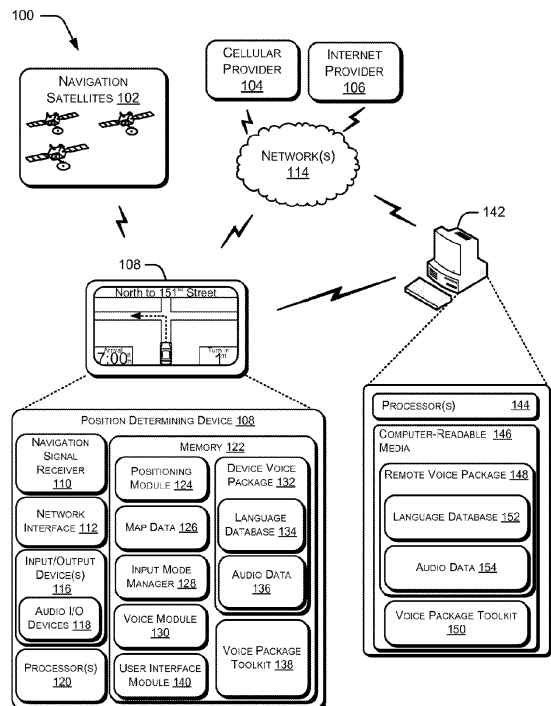 100
NAVIGATION
SATELLITES 102
CELLULAR
PROVIDER
104
INTERNET
PROVIDER
106
NETWORK(S)
114
142
108
North to 151st Street
Arrival
7:00
Turn in
1
POSITION DETERMINING DEVICE 108
NAVIGATION
SIGNAL
RECEIVER
110
NETWORK
INTERFACE 112
INPUT/OUTPUT
DEVICE(S)
116
AUDIO I/O
DEVICES 118
PROCESSOR(S)
120
MEMORY 122
POSITIONING
MODULE 124
MAP DATA 126
INPUT MODE
MANAGER 128
VOICE MODULE
130
USER INTERFACE
MODULE 140
DEVICE VOICE
PACKAGE 132
LANGUAGE
DATABASE 134
AUDIO DATA
136
VOICE PACKAGE
TOOLKIT 138
PROCESSOR(S) 144
COMPUTER-READABLE 146
MEDIA
REMOTE VOICE PACKAGE 148
LANGUAGE DATABASE 152
AUDIO DATA 154
VOICE PACKAGE TOOLKIT
150